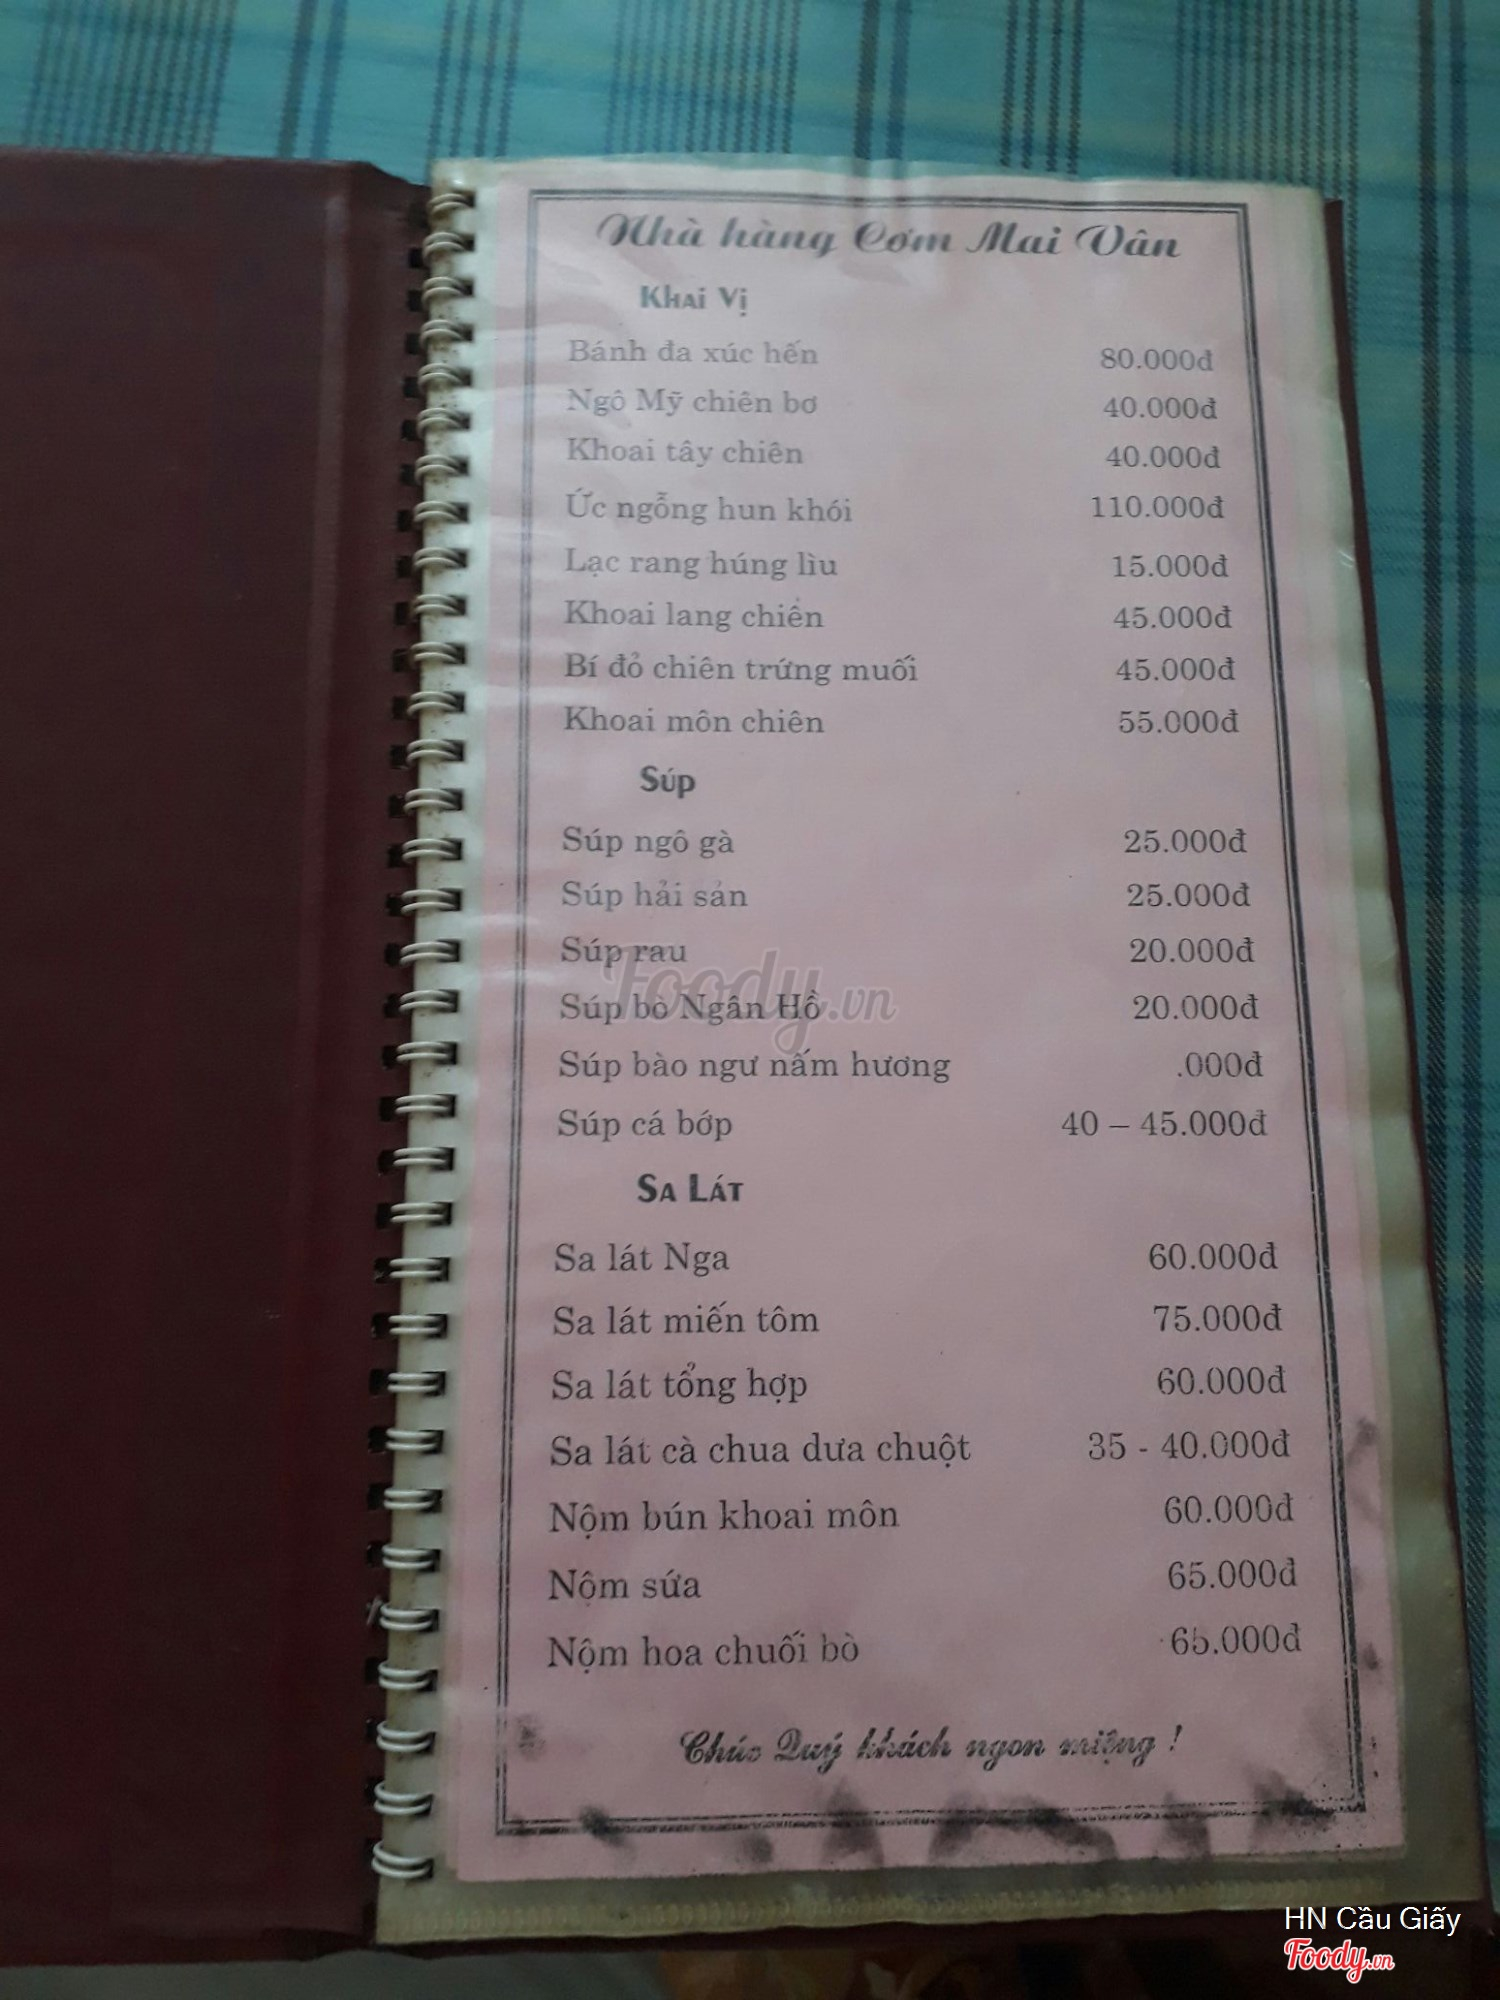 Nhà hàng Cơm Mai Vân
Khai Vị
Bánh đa xúc hến 80.000đ
Ngô Mỹ chiên bơ 40.000đ
Khoai tây chiên 40.000đ
Ức ngỗng hun khói 110.000đ
Lạc rang húng lìu 15.000đ
Khoai lang chiên 45.000đ
Bí đỏ chiên trứng muối 45.000đ
Khoai môn chiên 55.000đ
Súp
Súp ngô gà 25.000đ
Súp hải sản 25.000đ
Súp rau 20.000đ
Súp bò Ngân Hồ 20.000đ
Súp bào ngư nấm hương .000đ
Súp cá bớp 40 – 45.000đ
Sa Lát
Sa lát Nga 60.000đ
Sa lát miến tôm 75.000đ
Sa lát tổng hợp 60.000đ
Sa lát cà chua dưa chuột 35 - 40.000đ
Nộm bún khoai môn 60.000đ
Nộm sứa 65.000đ
Nộm hoa chuối bò 65.000đ
Chúc Quý khách ngon miệng !
Foody.vn
HN Cầu Giấy
Foody.vn